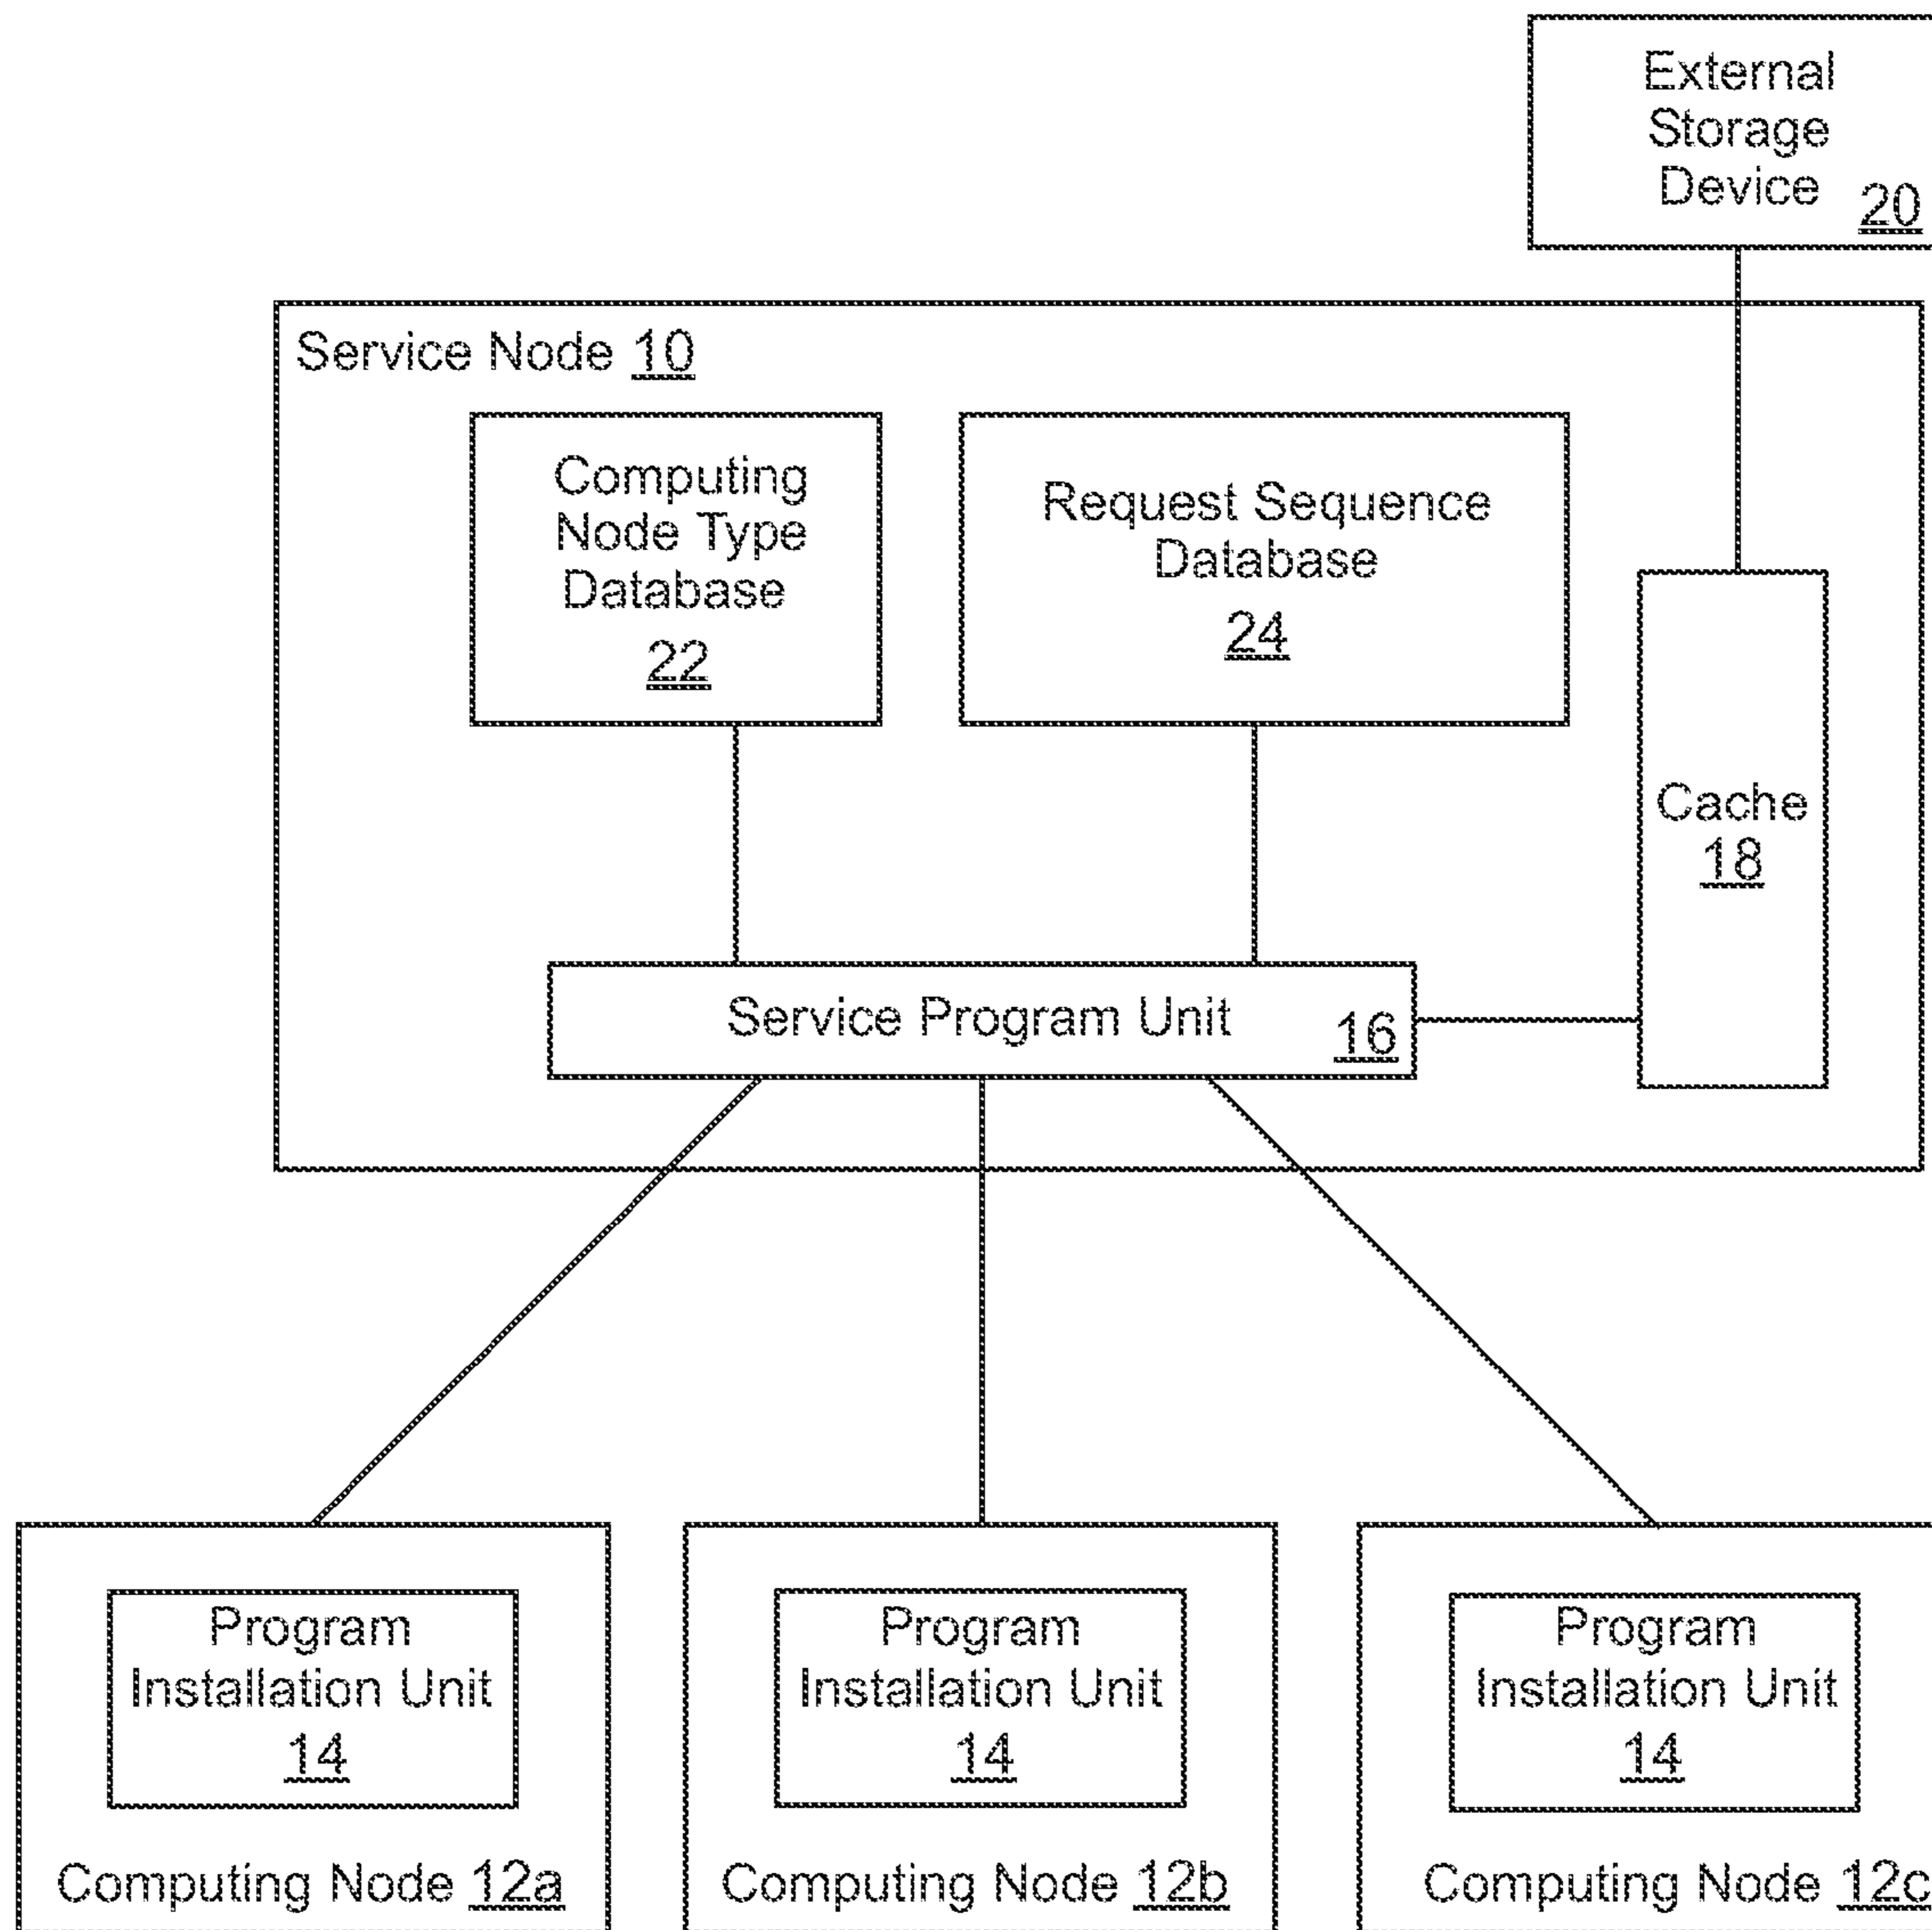 External
Storage
Device
20
Service Node 10
Computing
Node Type
Database
22
Request Sequence
Database
24
Cache
18
Service Program Unit
16
Program
Installation Unit
14
Computing Node 12a
Program
Installation Unit
14
Computing Node 12b
Program
Installation Unit
14
Computing Node 12c